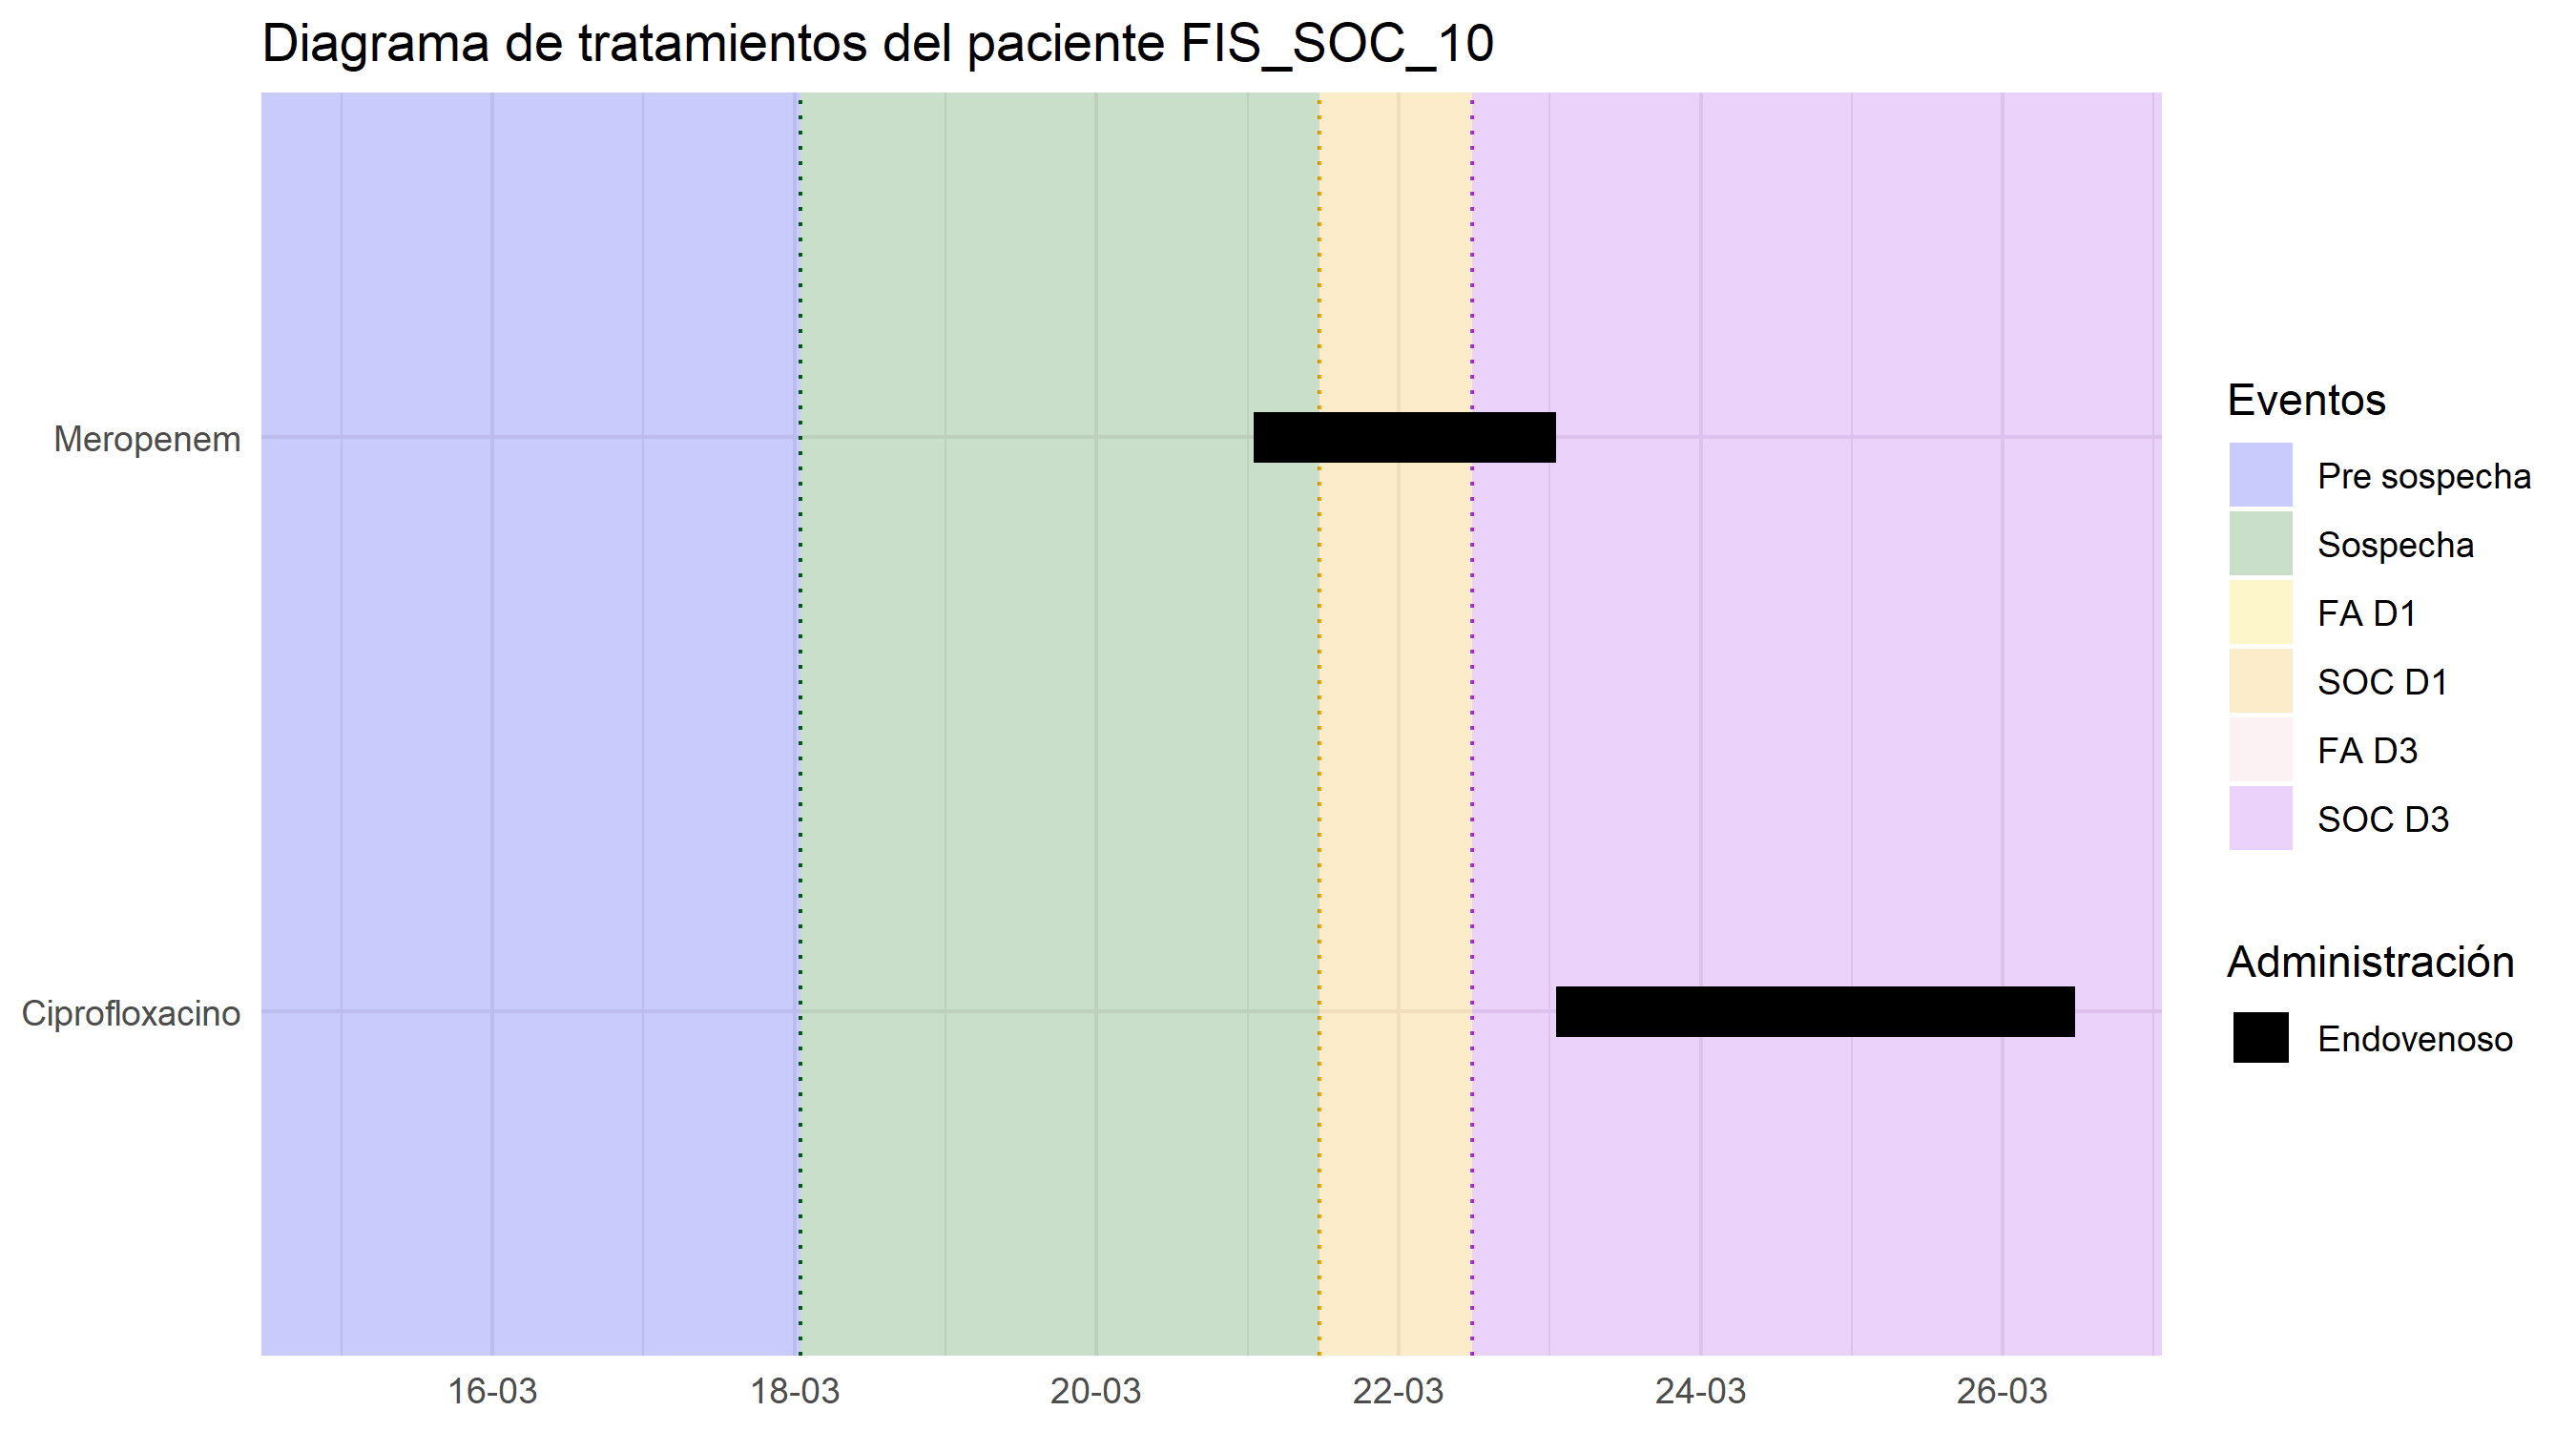 Diagrama de tratamientos del paciente FIS_SOC_10
Meropenem
Ciprofloxacino
16-03
18-03
20-03
22-03
24-03
26-03
Eventos
Pre sospecha
Sospecha
FA D1
SOC D1
FA D3
SOC D3
Administración
Endovenoso